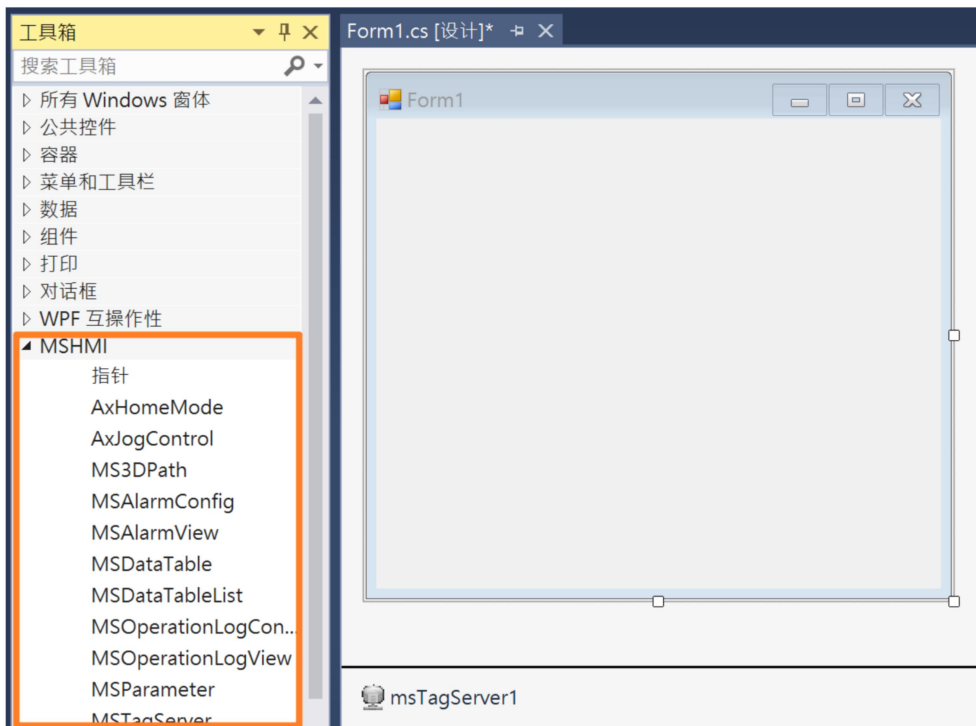 工具箱
搜索工具箱
所有 Windows 窗体
公共控件
容器
菜单和工具栏
数据
组件
打印
对话框
WPF 互操作性
MSHMI
指针
AxHomeMode
AxJogControl
MS3DPath
MSAlarmConfig
MSAlarmView
MSDataTable
MSDataTableList
MSOperationLogCon...
MSOperationLogView
MSParameter
MSTagServer
Form1.cs [设计]*
Form1
msTagServer1